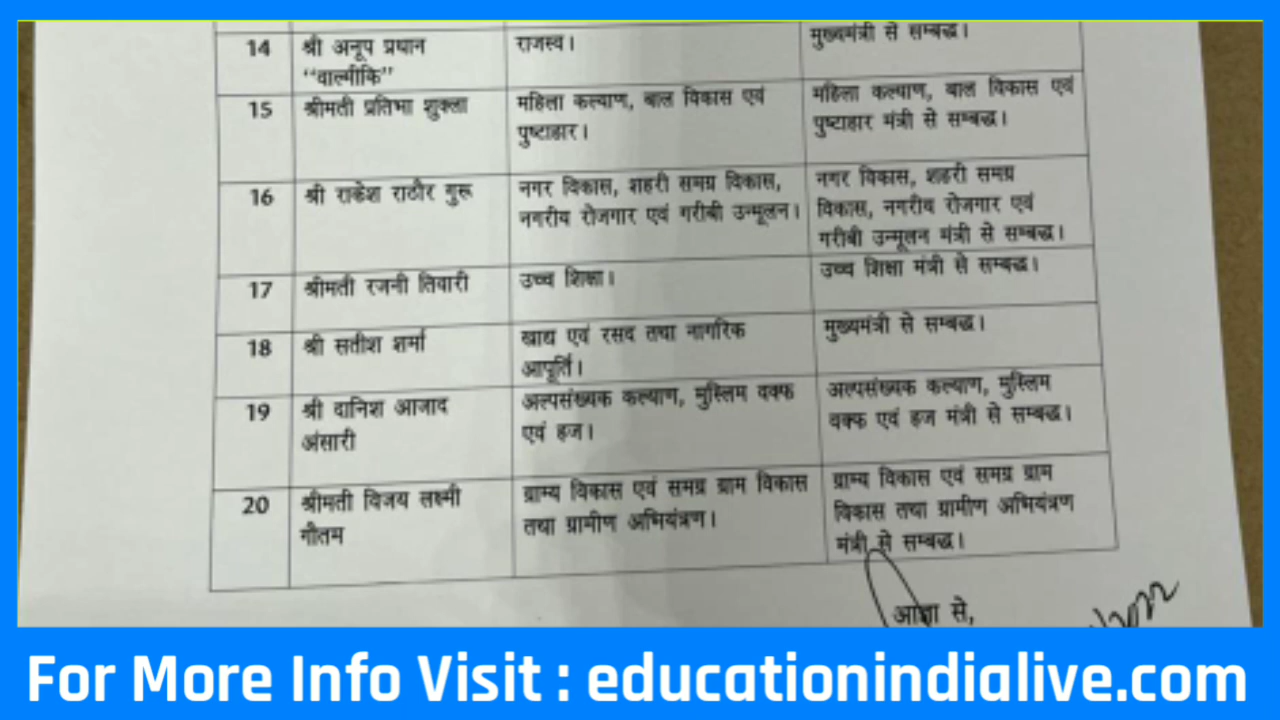 14 श्री अनूप प्रधान राजस्व। मुख्यमंत्री से सम्बद्ध।
"वाल्मीकि"
15 श्रीमती प्रतिभा शुक्ला महिला कल्याण, बाल विकास एवं महिला कल्याण, बाल विकास एवं
पुष्टाहार। पुष्टाहार मंत्री से सम्बद्ध।
16 श्री राकेश राठौर गुरू नगर विकास, शहरी समग्र विकास, नगर विकास, शहरी समग्र
नगरीय रोजगार एवं गरीबी उन्मूलन। विकास, नगरीय रोजगार एवं
गरीबी उन्मूलन मंत्री से सम्बद्ध।
17 श्रीमती रजनी तिवारी उच्च शिक्षा। उच्च शिक्षा मंत्री से सम्बद्ध।
18 श्री सतीश शर्मा खाद्य एवं रसद तथा नागरिक मुख्यमंत्री से सम्बद्ध।
आपूर्ति।
19 श्री दानिश आजाद अल्पसंख्यक कल्याण, मुस्लिम वक्फ अल्पसंख्यक कल्याण, मुस्लिम
अंसारी एवं हज। वक्फ एवं हज मंत्री से सम्बद्ध।
20 श्रीमती विजय लक्ष्मी ग्राम्य विकास एवं समग्र ग्राम विकास ग्राम्य विकास एवं समग्र ग्राम
गौतम तथा ग्रामीण अभियंत्रण। विकास तथा ग्रामीण अभियंत्रण
मंत्री से सम्बद्ध।
आज्ञा से,
For More Info Visit : educationindialive.com